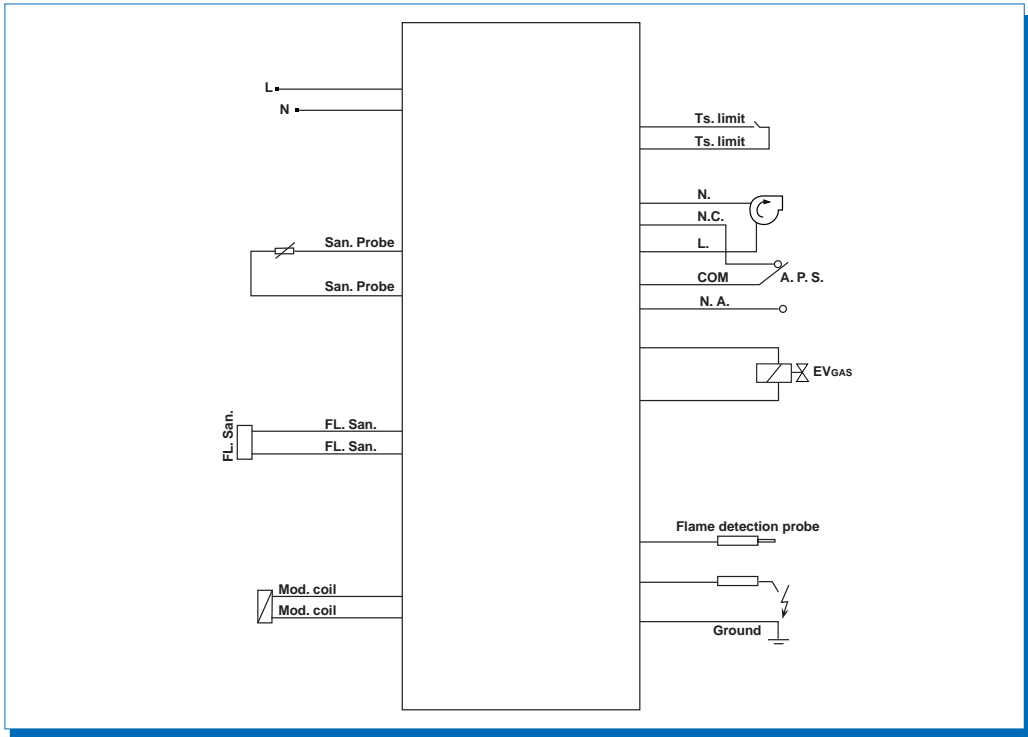 L
N
San. Probe
San. Probe
FL. San.
FL. San.
FL. San.
Mod. coil
Mod. coil
Ts. limit
Ts. limit
N.
N.C.
L.
COM
A. P. S.
N. A.
EVGAS
Flame detection probe
Ground